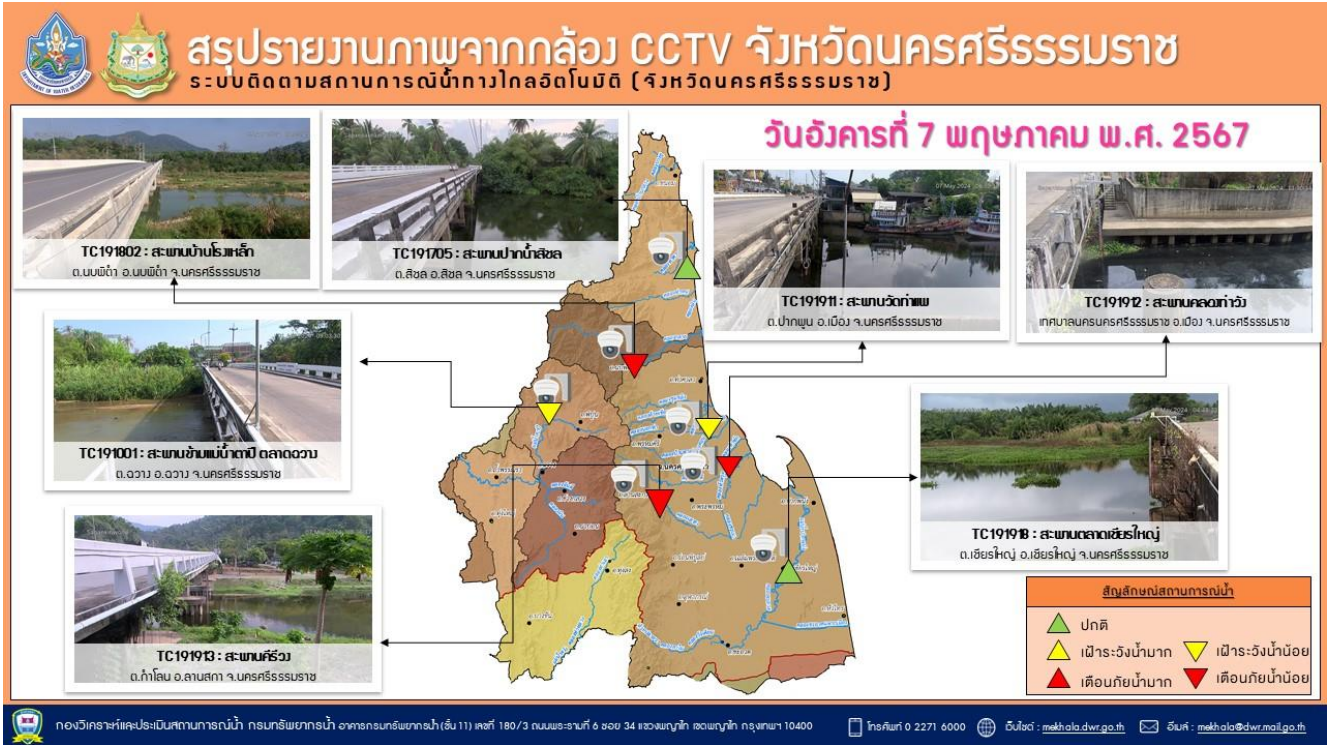 สรุปรายงานภาพจากกล้อง CCTV จังหวัดนครศรีธรรมราช
ระบบติดตามสถานการณ์น้ำทางไกลอัตโนมัติ (จังหวัดนครศรีธรรมราช)
วันอังคารที่ 7 พฤษภาคม พ.ศ. 2567
TC191802 : สะพานบ้านโรงเหล็ก
ต.นบพิตำ อ.นบพิตำ จ.นครศรีธรรมราช
TC191705 : สะพานปากน้ำสิชล
ต.สิชล อ.สิชล จ.นครศรีธรรมราช
TC191911 : สะพานวัดท่าแพ
ต.ปากพูน อ.เมือง จ.นครศรีธรรมราช
TC191912 : สะพานคลองท่าวัง
เทศบาลนครนครศรีธรรมราช อ.เมือง จ.นครศรีธรรมราช
TC191001 : สะพานข้ามแม่น้ำตาปี ตลาดฉวาง
ต.ฉวาง อ.ฉวาง จ.นครศรีธรรมราช
TC191918 : สะพานตลาดเชียรใหญ่
ต.เชียรใหญ่ อ.เชียรใหญ่ จ.นครศรีธรรมราช
TC191913 : สะพานคีรีวง
ต.กำโลน อ.ลานสกา จ.นครศรีธรรมราช
สัญลักษณ์สถานการณ์น้ำ
ปกติ
เฝ้าระวังน้ำมาก
เฝ้าระวังน้ำน้อย
เตือนภัยน้ำมาก
เตือนภัยน้ำน้อย
กองวิเคราะห์และประเมินสถานการณ์น้ำ กรมทรัพยากรน้ำ อาคารกรมทรัพยากรน้ำ (ชั้น 11) เลขที่ 180/3 ถนนพระรามที่ 6 ซอย 34 แขวงพญาไท เขตพญาไท กรุงเทพฯ 10400
โทรศัพท์ 0 2271 6000
เว็บไซต์ : mekhala.dwr.go.th
อีเมล์ : mekhala@dwr.mail.go.th